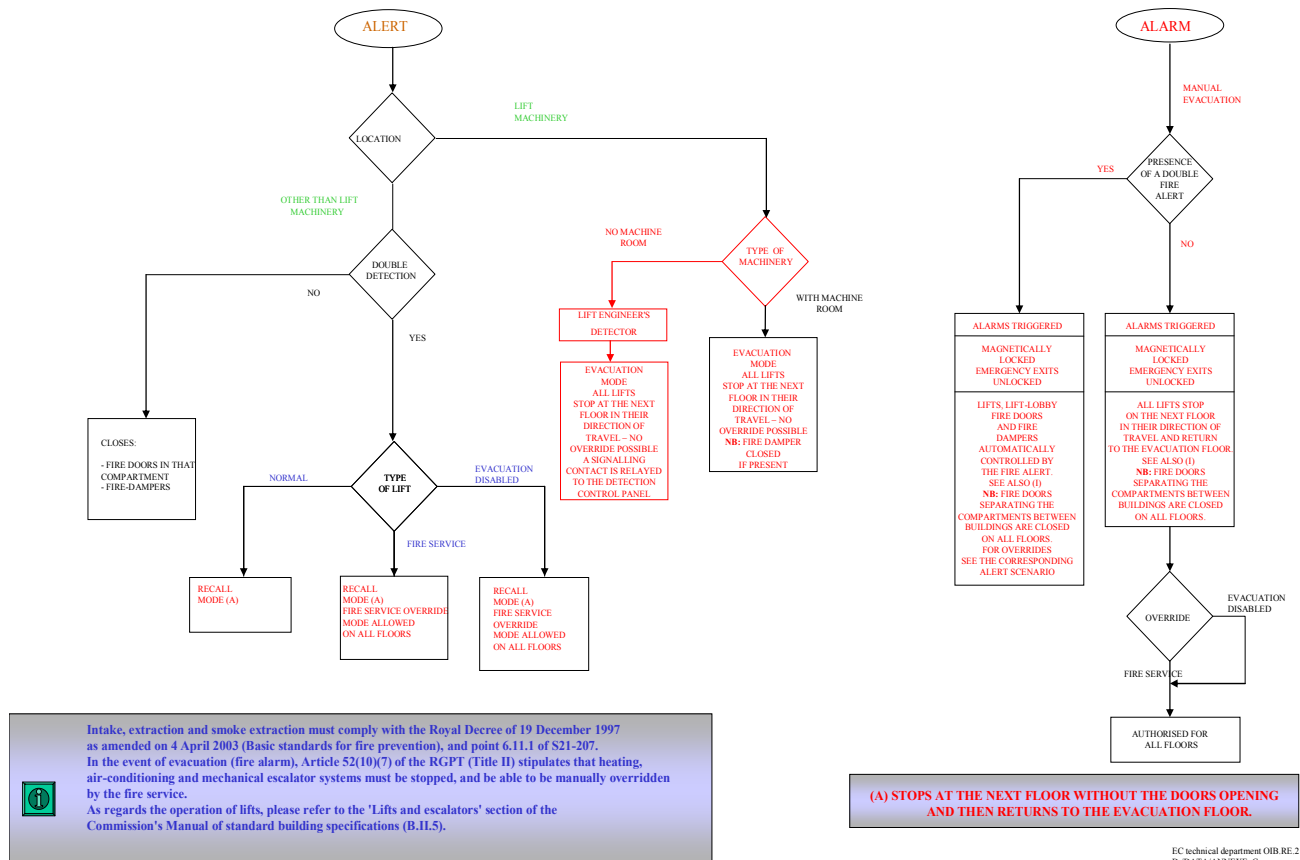 ALERT
LOCATION
LIFT
MACHINERY
OTHER THAN LIFT
MACHINERY
DOUBLE
DETECTION
NO
YES
NO MACHINE
ROOM
TYPE OF
MACHINERY
WITH MACHINE
ROOM
LIFT ENGINEER'S
DETECTOR
EVACUATION
MODE
ALL LIFTS
STOP AT THE NEXT
FLOOR IN THEIR
DIRECTION OF
TRAVEL – NO
OVERRIDE POSSIBLE
A SIGNALLING
CONTACT IS RELAYED
TO THE DETECTION
CONTROL PANEL
EVACUATION
MODE
ALL LIFTS
STOP AT THE NEXT
FLOOR IN THEIR
DIRECTION OF
TRAVEL – NO
OVERRIDE POSSIBLE
NB: FIRE DAMPER
CLOSED
IF PRESENT
CLOSES:
- FIRE DOORS IN THAT
COMPARTMENT
- FIRE-DAMPERS
TYPE
OF LIFT
NORMAL
EVACUATION
DISABLED
FIRE SERVICE
RECALL
MODE (A)
RECALL
MODE (A)
FIRE SERVICE OVERRIDE
MODE ALLOWED
ON ALL FLOORS
RECALL
MODE (A)
FIRE SERVICE
OVERRIDE
MODE ALLOWED
ON ALL FLOORS
ALARM
MANUAL
EVACUATION
PRESENCE
OF A DOUBLE
FIRE
ALERT
YES
NO
ALARMS TRIGGERED
MAGNETICALLY
LOCKED
EMERGENCY EXITS
UNLOCKED
LIFTS, LIFT-LOBBY
FIRE DOORS
AND FIRE
DAMPERS
AUTOMATICALLY
CONTROLLED BY
THE FIRE ALERT.
SEE ALSO (1)
NB: FIRE DOORS
SEPARATING THE
COMPARTMENTS BETWEEN
BUILDINGS ARE CLOSED
ON ALL FLOORS.
FOR OVERRIDES
SEE THE CORRESPONDING
ALERT SCENARIO
ALARMS TRIGGERED
MAGNETICALLY
LOCKED
EMERGENCY EXITS
UNLOCKED
ALL LIFTS STOP
ON THE NEXT FLOOR
IN THEIR DIRECTION OF
TRAVEL AND RETURN
TO THE EVACUATION FLOOR.
SEE ALSO (1)
NB: FIRE DOORS
SEPARATING THE
COMPARTMENTS BETWEEN
BUILDINGS ARE CLOSED
ON ALL FLOORS.
OVERRIDE
EVACUATION
DISABLED
FIRE SERVICE
AUTHORISED FOR
ALL FLOORS
Intake, extraction and smoke extraction must comply with the Royal Decree of 19 December 1997
as amended on 4 April 2003 (Basic standards for fire prevention), and point 6.11.1 of S21-207.
In the event of evacuation (fire alarm), Article 52(10)(7) of the RGPT (Title II) stipulates that heating,
air-conditioning and mechanical escalator systems must be stopped, and be able to be manually overridden
by the fire service.
As regards the operation of lifts, please refer to the 'Lifts and escalators' section of the
Commission's Manual of standard building specifications (B.II.5).
(A) STOPS AT THE NEXT FLOOR WITHOUT THE DOORS OPENING
AND THEN RETURNS TO THE EVACUATION FLOOR.
EC technical department OIB.RE.2